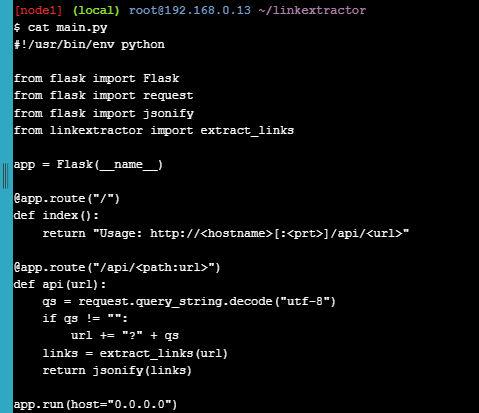 [node1] (local) root@192.168.0.13 ~/linkextractor
$ cat main.py
#!/usr/bin/env python

from flask import Flask
from flask import request
from flask import jsonify
from linkextractor import extract_links

app = Flask(__name__)

@app.route("/")
def index():
    return "Usage: http://<hostname>[:<prt>]/api/<url>"

@app.route("/api/<path:url>")
def api(url):
    qs = request.query_string.decode("utf-8")
    if qs != "":
        url += "?" + qs
    links = extract_links(url)
    return jsonify(links)

app.run(host="0.0.0.0")